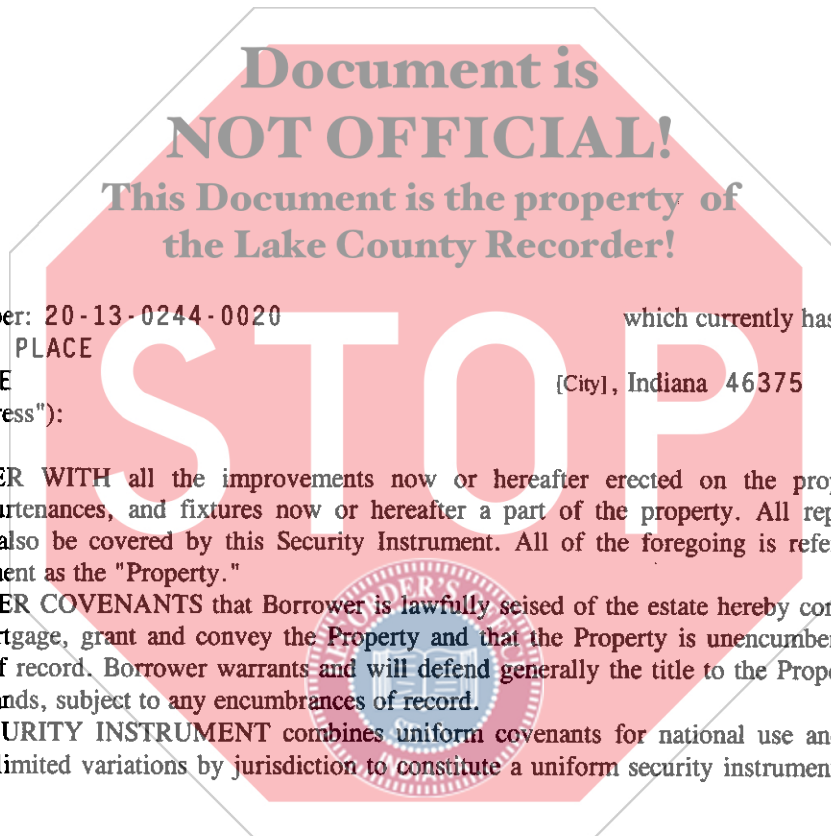 Document is
NOT OFFICIAL!
This Document is the property of
the Lake County Recorder!
er: 20-13-0244-0020 which currently has
PLACE
E [City], Indiana 46375
ress"):
STOP
ER WITH all the improvements now or hereafter erected on the prop
rtenances, and fixtures now or hereafter a part of the property. All rep
also be covered by this Security Instrument. All of the foregoing is refe
ent as the "Property."
ER COVENANTS that Borrower is lawfully seised of the estate hereby con
rtgage, grant and convey the Property and that the Property is unencumber
f record. Borrower warrants and will defend generally the title to the Prope
nds, subject to any encumbrances of record.
URITY INSTRUMENT combines uniform covenants for national use an
limited variations by jurisdiction to constitute a uniform security instrumen